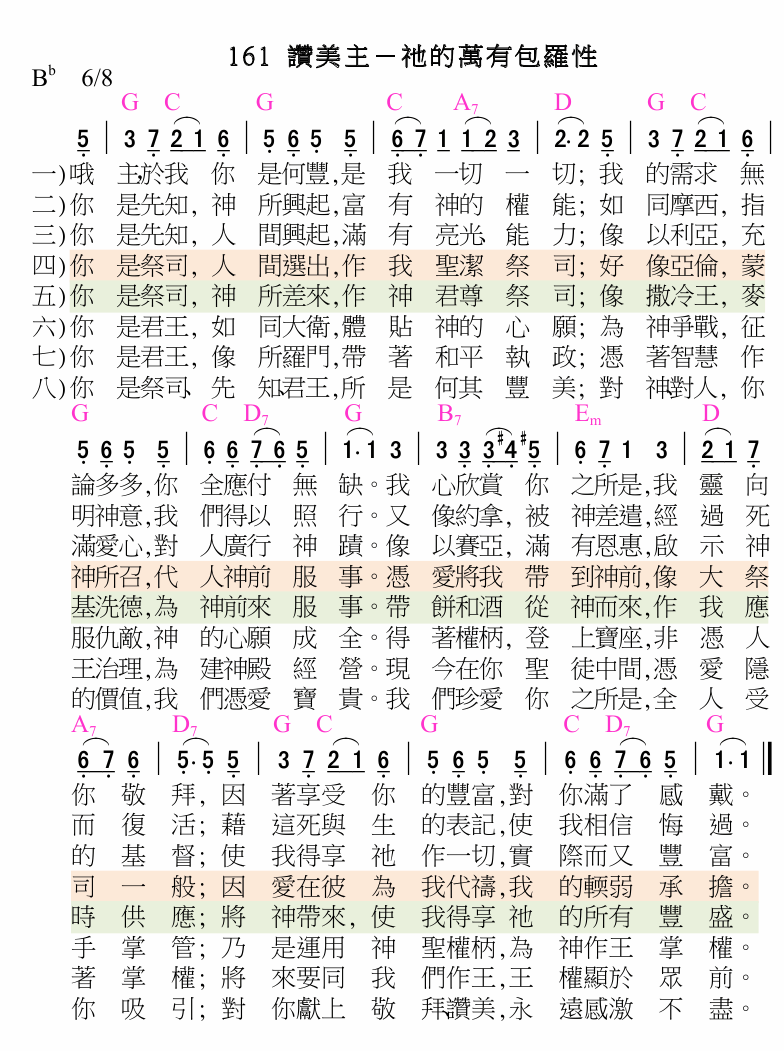 161 讚美主－祂的萬有包羅性
B♭ 6/8
G C G C A7 D G C
5 | 3 7 2 1 6 | 5 6 5 5 | 6 7 1 1 2 3 | 2· 2 5 | 3 7 2 1 6 |
一)哦 主,於我 你 是何豐,是 我 一切 一 切; 我 的需求 無
二)你 是先知, 神 所興起,富 有 神的 權 能; 如 同摩西, 指
三)你 是先知, 人 間興起,滿 有 亮光、 能 力; 像 以利亞, 充
四)你 是祭司, 人 間選出,作 我 聖潔 祭 司; 好 像亞倫, 蒙
五)你 是祭司, 神 所差來,作 神 君尊 祭 司; 像 撒冷王, 麥
六)你 是君王, 如 同大衛,體 貼 神的 心 願; 為 神爭戰, 征
七)你 是君王, 像 所羅門,帶 著 和平 執 政; 憑 著智慧 作
八)你 是祭司、 先 知、君王,所 是 何其 豐 美; 對 神、對人, 你
G C D7 G B7 Em D
5 6 5 5 | 6 6 7 6 5 | 1· 1 3 | 3 3 3 #4 #5 | 6 7 1 3 | 2 1 7
論多多,你 全應付 無 缺。我 心欣賞 你 之所是,我 靈 向
明神意,我 們得以 照 行。又 像約拿, 被 神差遣,經 過 死
滿愛心,對 人廣行 神 蹟。像 以賽亞, 滿 有恩惠,啟 示 神
神所召,代 人神前 服 事。憑 愛將我 帶 到神前,像 大 祭
基洗德,為 神前來 服 事。帶 餅和酒 從 神而來,作 我 應
服仇敵,神 的心願 成 全。得 著權柄, 登 上寶座,非 憑 人
王治理,為 建神殿 經 營。現 今在你 聖 徒中間,憑 愛 隱
的價值,我 們憑愛 寶 貴。我 們珍愛 你 之所是,全 人 受
A7 D7 G C G C D7 G
6 7 6 | 5· 5 5 | 3 7 2 1 6 | 5 6 5 5 | 6 6 7 6 5 | 1· 1 ‖
你 敬 拜, 因 著享受 你 的豐富,對 你滿了 感 戴。
而 復 活; 藉 這死與 生 的表記,使 我相信 悔 過。
的 基 督; 使 我得享 祂 作一切,實 際而又 豐 富。
司 一 般; 因 愛在彼 為 我代禱,我 的輭弱 承 擔。
時 供 應; 將 神帶來, 使 我得享 祂 的所有 豐 盛。
手 掌 管; 乃 是運用 神 聖權柄,為 神作王 掌 權。
著 掌 權; 將 來要同 我 們作王,王 權顯於 眾 前。
你 吸 引; 對 你獻上 敬 拜、讚美,永 遠感激 不 盡。